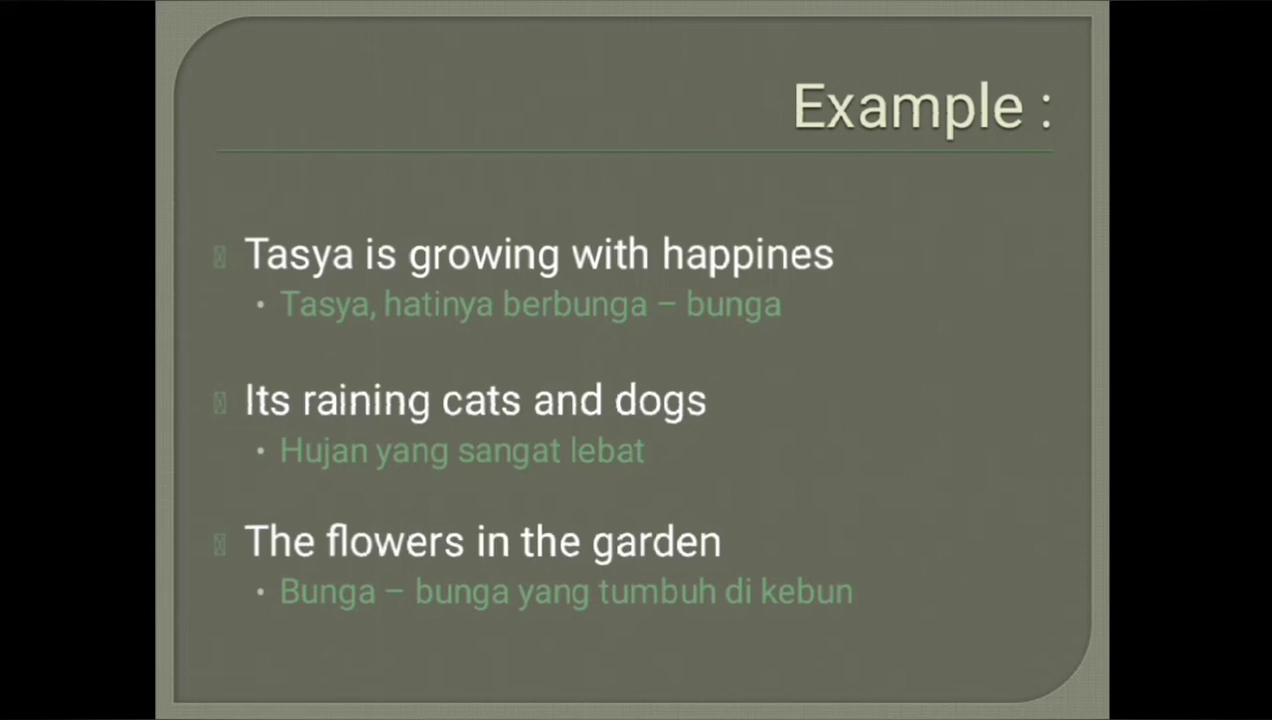 Example :
Tasya is growing with happines
• Tasya, hatinya berbunga – bunga
Its raining cats and dogs
• Hujan yang sangat lebat
The flowers in the garden
• Bunga – bunga yang tumbuh di kebun